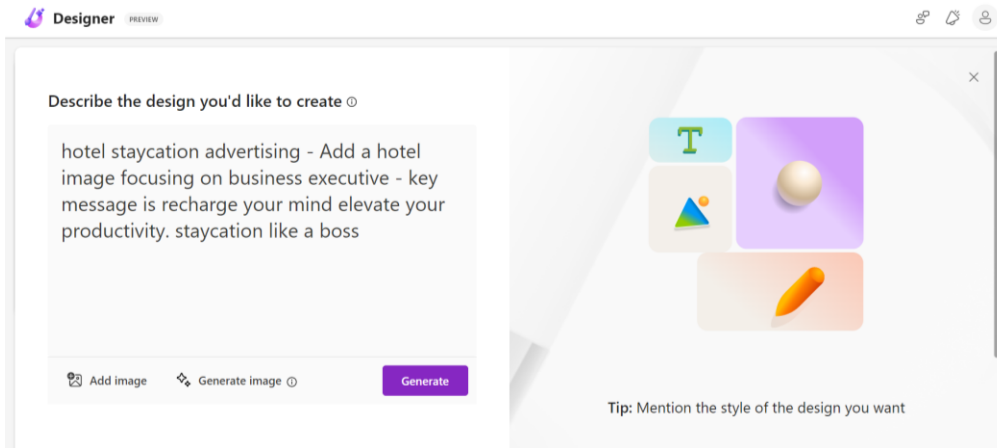 Designer PREVIEW
Describe the design you'd like to create
hotel staycation advertising - Add a hotel
image focusing on business executive - key
message is recharge your mind elevate your
productivity. staycation like a boss
Add image Generate image Generate
T
Tip: Mention the style of the design you want